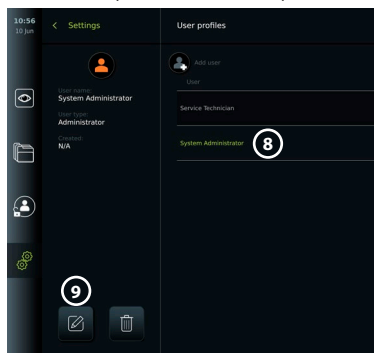 10:56
10 Jun
Settings
User name:
System Administrator
User type:
Administrator
Created:
N/A
9
User profiles
Add user
User
Service Technician
System Administrator
8